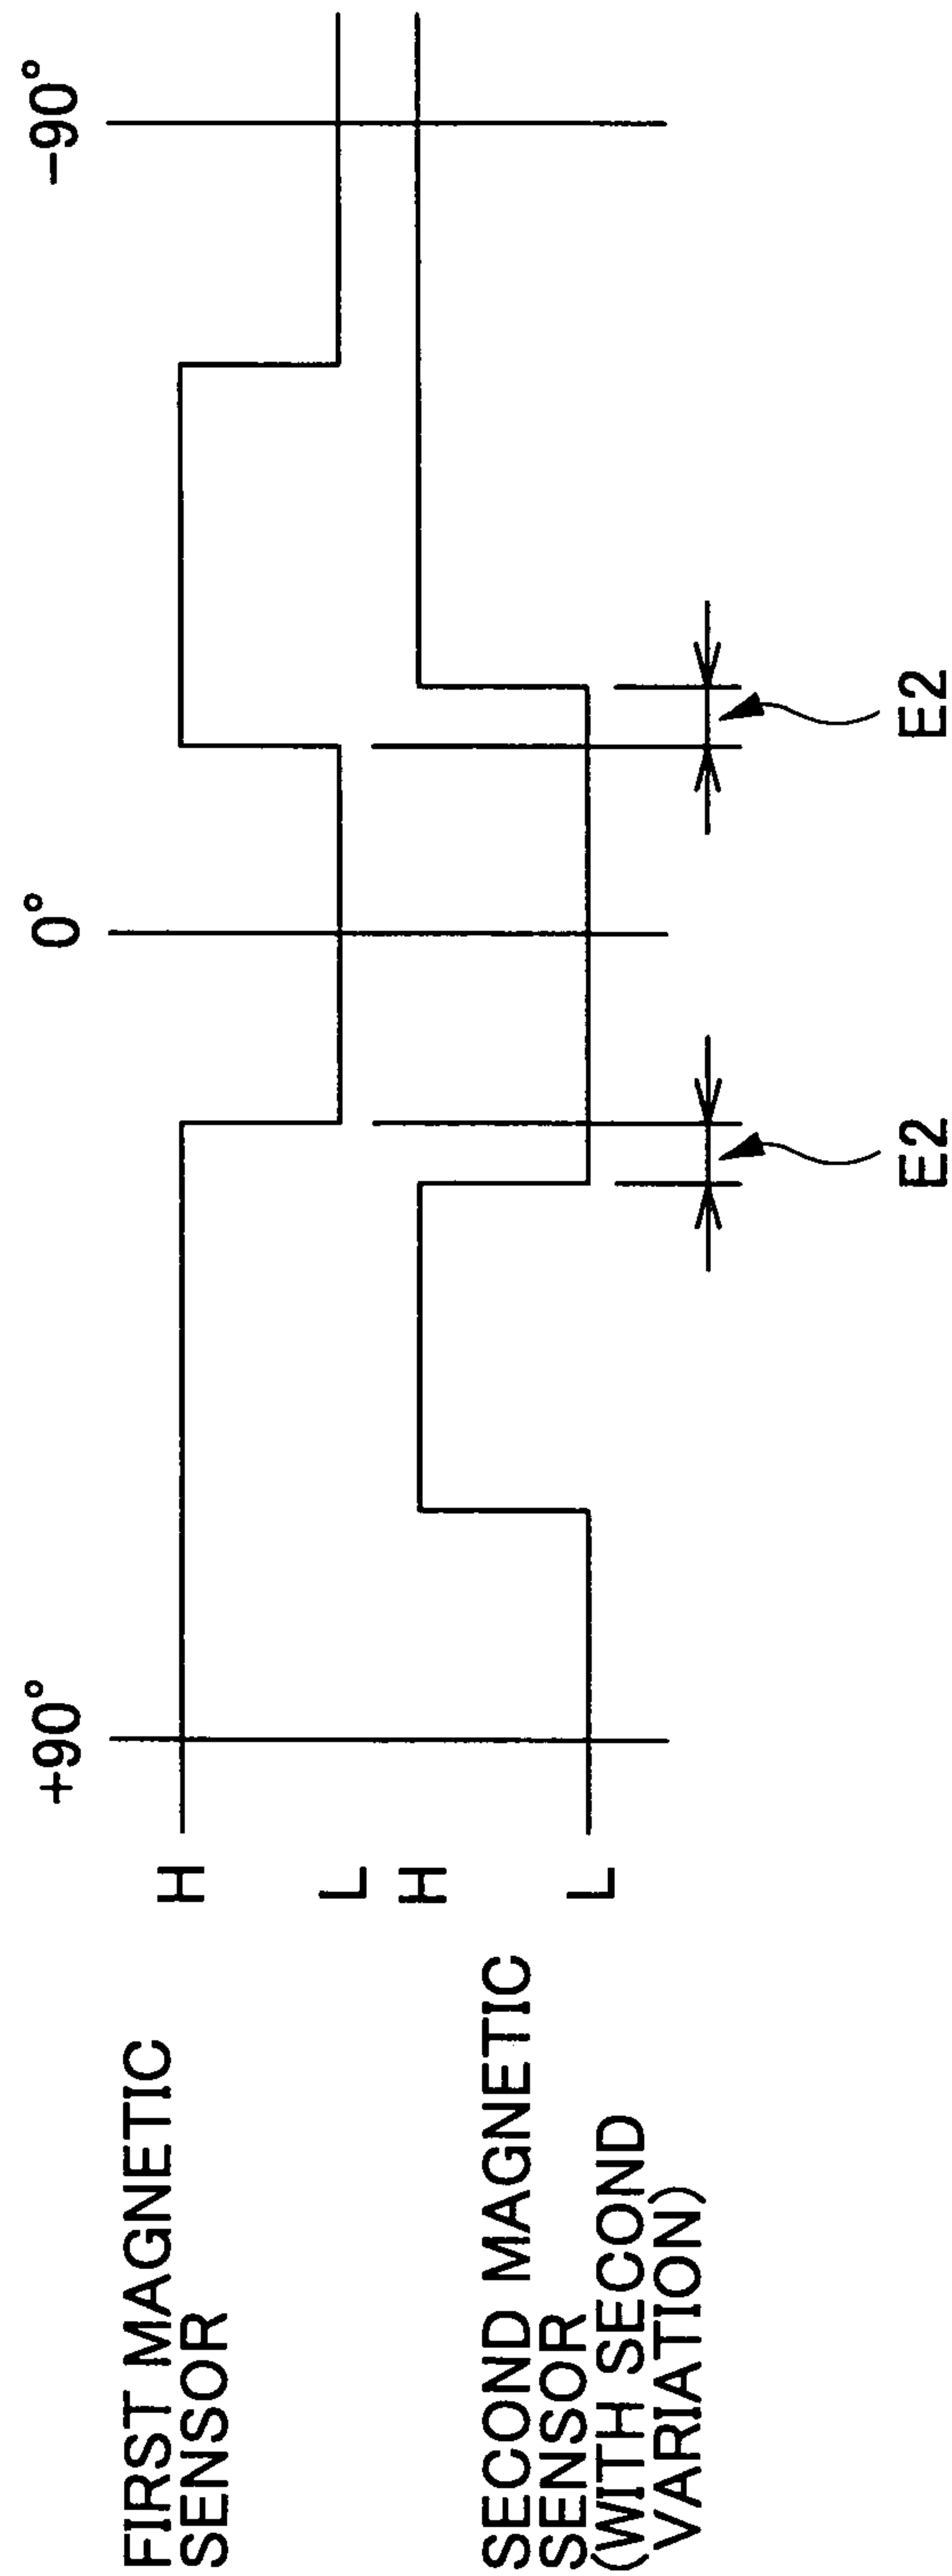 +90°
0°
-90°
FIRST MAGNETIC
SENSOR
H
L
SECOND MAGNETIC
SENSOR
(WITH SECOND
VARIATION)
H
L
E2
E2